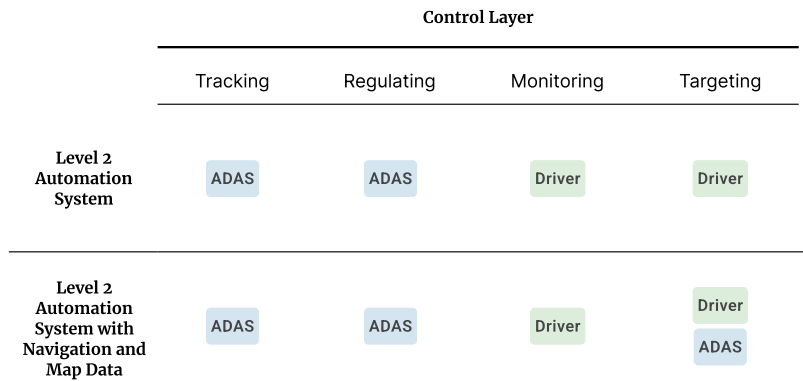 Control Layer
Tracking Regulating Monitoring Targeting
Level 2
Automation
System
ADAS ADAS Driver Driver
Level 2
Automation
System with
Navigation and
Map Data
ADAS ADAS Driver Driver
ADAS